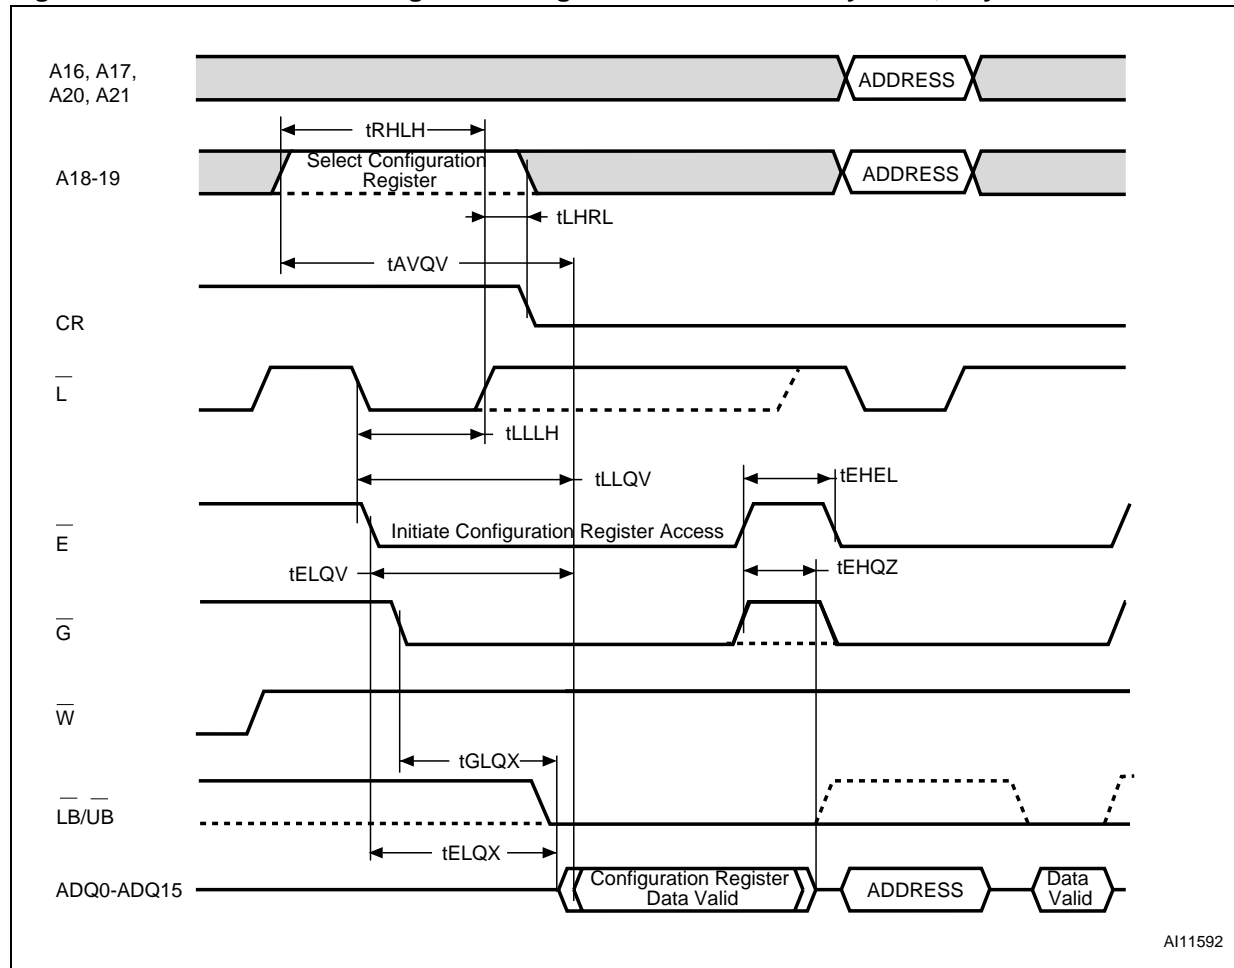 A16, A17,
A20, A21
ADDRESS
tRHLH
A18-19
Select Configuration
Register
ADDRESS
tLHRL
tAVQV
CR
L
tLLLH
tLLQV
tEHEL
E
Initiate Configuration Register Access
tELQV
tEHQZ
G
W
tGLQX
LB/UB
tELQX
ADQ0-ADQ15
Configuration Register
Data Valid
ADDRESS
Data
Valid
AI11592